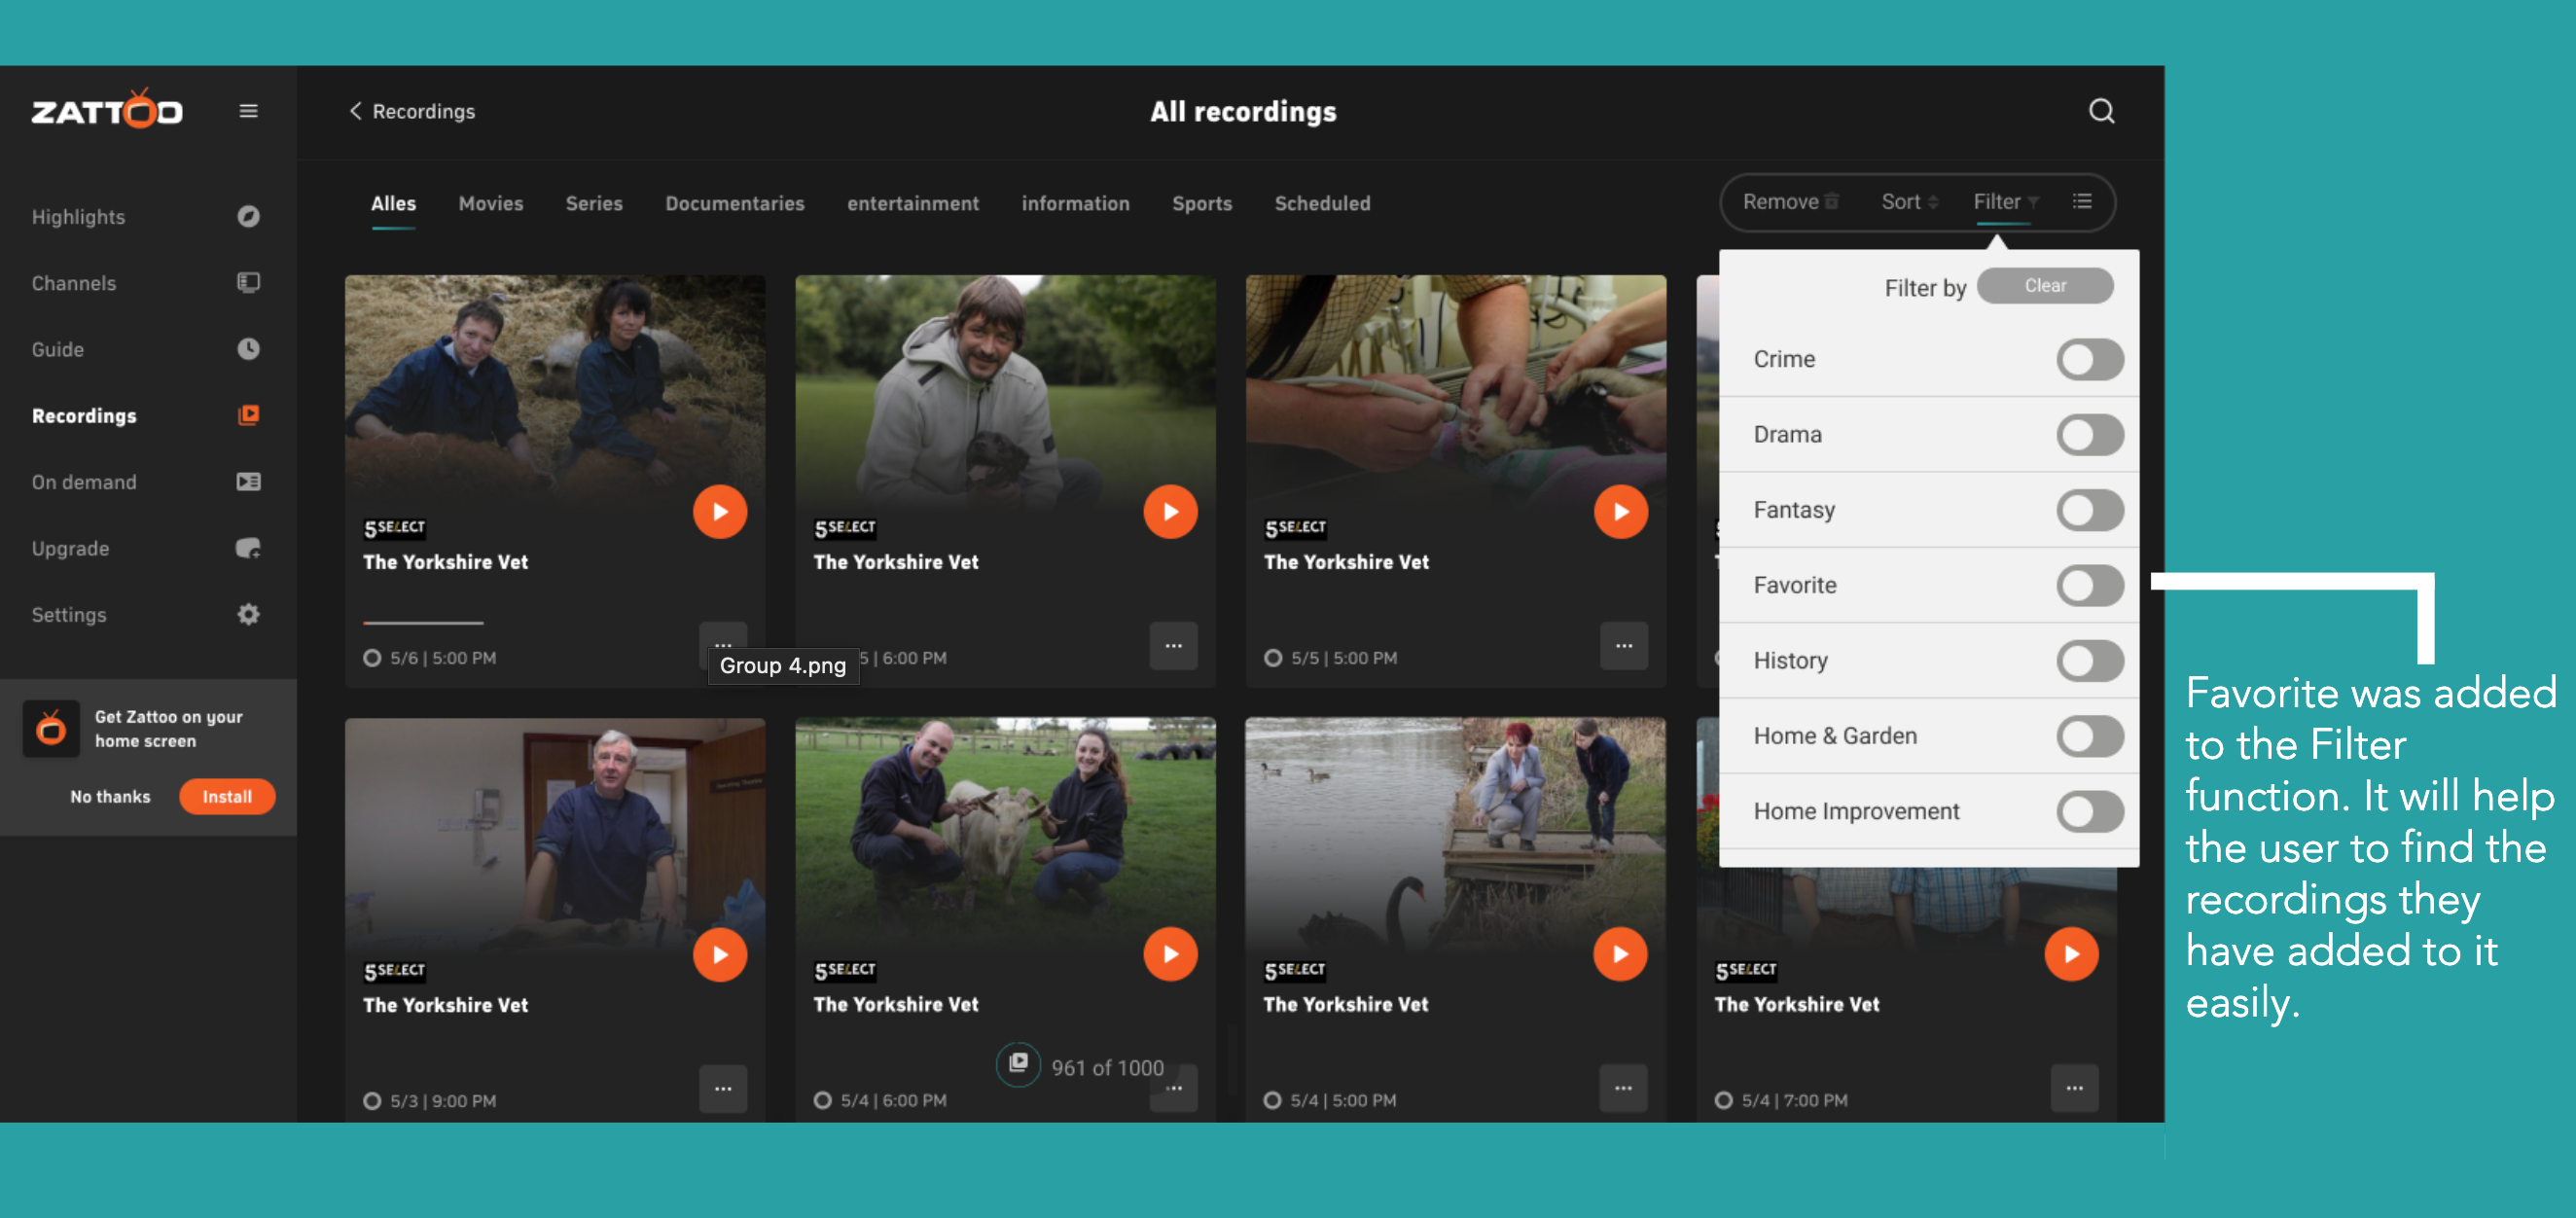 ZATTOO
Recordings
All recordings
Highlights
Channels
Guide
Recordings
On demand
Upgrade
Settings
Get Zattoo on your
home screen
No thanks
Install
Alles Movies Series Documentaries entertainment information Sports Scheduled
Remove Sort Filter
Filter by Clear
Crime
Drama
Fantasy
Favorite
History
Home & Garden
Home Improvement
5SELECT
The Yorkshire Vet
5/6 | 5:00 PM
...
5SELECT
The Yorkshire Vet
5 | 6:00 PM
...
Group 4.png
5SELECT
The Yorkshire Vet
5/5 | 5:00 PM
...
5SELECT
The Yorkshire Vet
5/3 | 9:00 PM
...
5SELECT
The Yorkshire Vet
961 of 1000
5/4 | 6:00 PM
...
5SELECT
The Yorkshire Vet
5/4 | 5:00 PM
...
5SELECT
The Yorkshire Vet
5/4 | 7:00 PM
...
Favorite was added
to the Filter
function. It will help
the user to find the
recordings they
have added to it
easily.